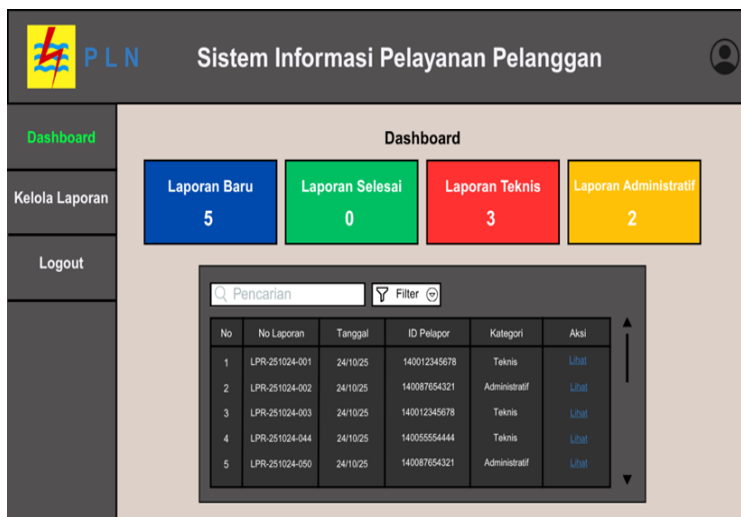 PLN Sistem Informasi Pelayanan Pelanggan
Dashboard
Kelola Laporan
Logout
Dashboard
Laporan Baru Laporan Selesai Laporan Teknis Laporan Administratif
5 0 3 2
Pencarian Filter
No No Laporan Tanggal ID Pelapor Kategori Aksi
1 LPR-251024-001 24/10/25 140012345678 Teknis Lihat
2 LPR-251024-002 24/10/25 140087654321 Administratif Lihat
3 LPR-251024-003 24/10/25 140012345678 Teknis Lihat
4 LPR-251024-044 24/10/25 140055554444 Teknis Lihat
5 LPR-251024-050 24/10/25 140087654321 Administratif Lihat